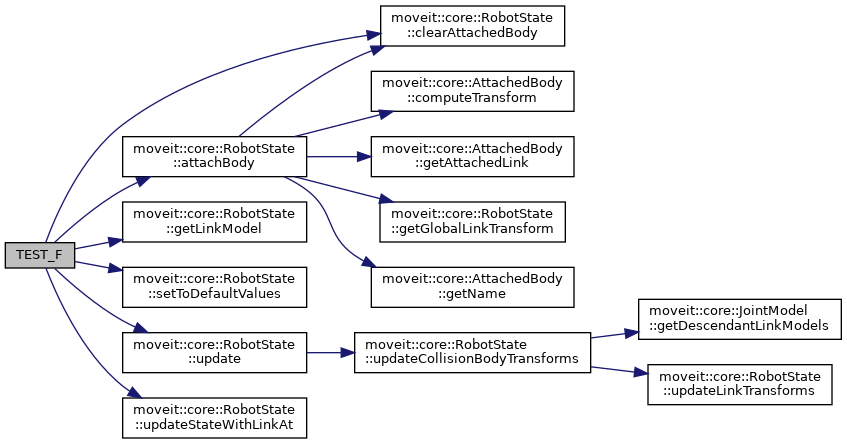 TEST_F
moveit::core::RobotState
::clearAttachedBody
moveit::core::AttachedBody
::computeTransform
moveit::core::RobotState
::attachBody
moveit::core::AttachedBody
::getAttachedLink
moveit::core::RobotState
::getLinkModel
moveit::core::RobotState
::getGlobalLinkTransform
moveit::core::RobotState
::setToDefaultValues
moveit::core::AttachedBody
::getName
moveit::core::RobotState
::update
moveit::core::RobotState
::updateCollisionBodyTransforms
moveit::core::JointModel
::getDescendantLinkModels
moveit::core::RobotState
::updateLinkTransforms
moveit::core::RobotState
::updateStateWithLinkAt